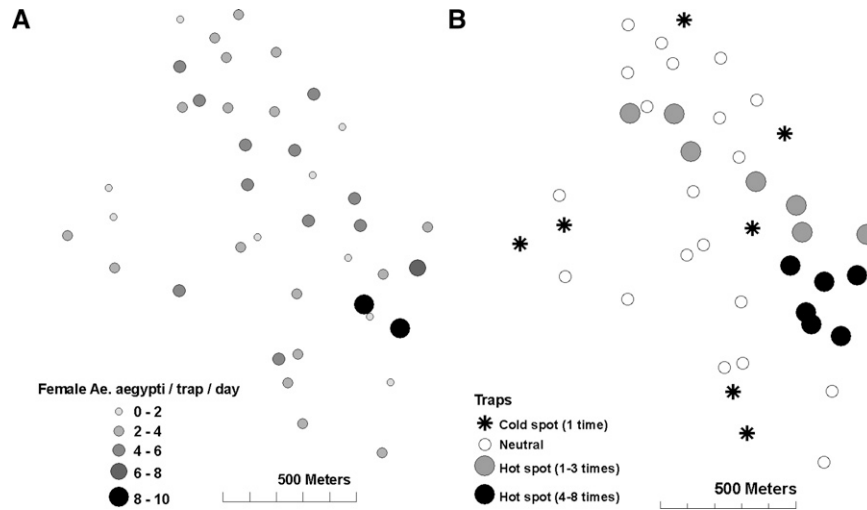 A
B
Female Ae. aegypti / trap / day
0 - 2
2 - 4
4 - 6
6 - 8
8 - 10
500 Meters
Traps
Cold spot (1 time)
Neutral
Hot spot (1-3 times)
Hot spot (4-8 times)
500 Meters